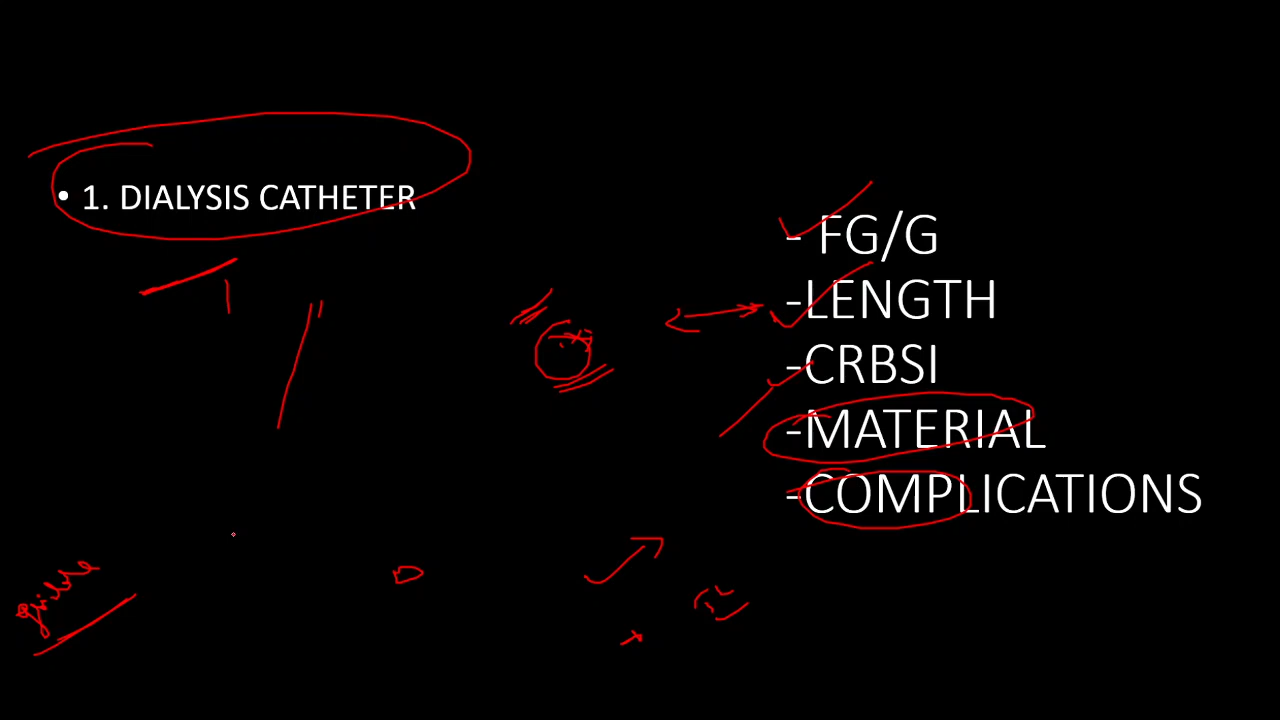 • 1. DIALYSIS CATHETER
- FG/G
-LENGTH
-CRBSI
-MATERIAL
-COMPLICATIONS